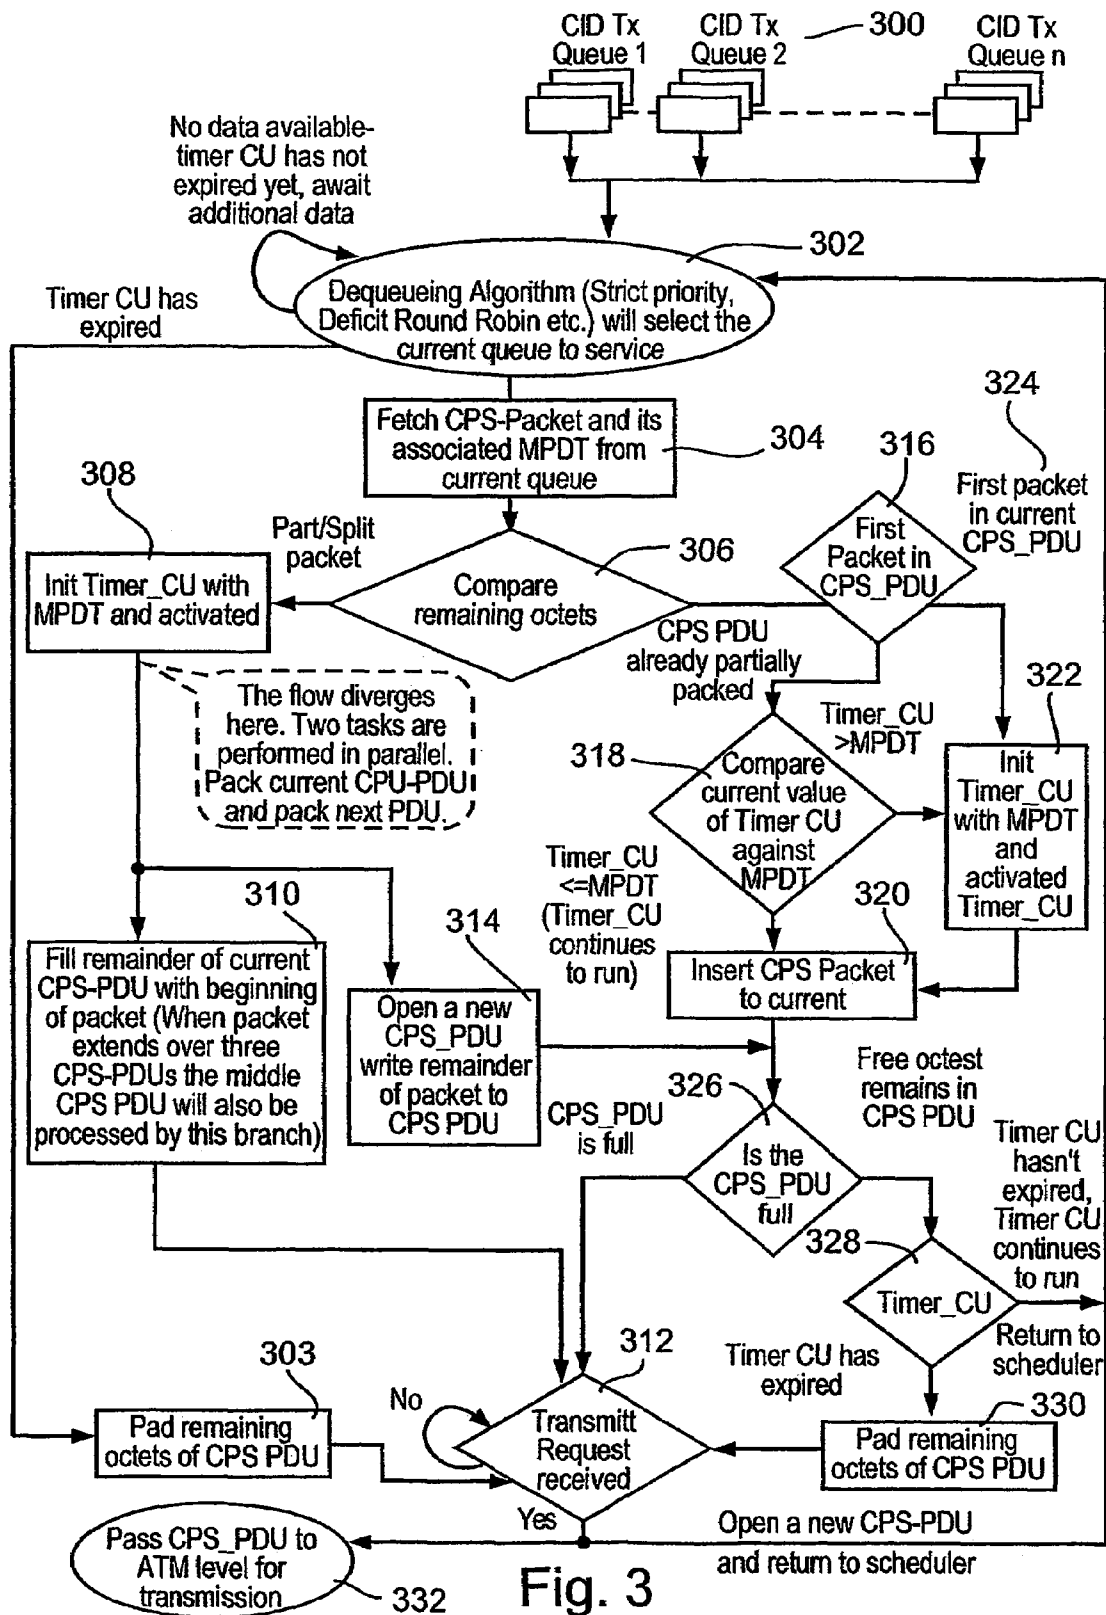 CID Tx
Queue 1
CID Tx
Queue 2
300
CID Tx
Queue n
No data available-
timer CU has not
expired yet, await
additional data
302
Timer CU has
expired
Dequeueing Algorithm (Strict priority,
Deficit Round Robin etc.) will select the
current queue to service
Fetch CPS-Packet and its
associated MPDT from
current queue
304
324
316
First packet
in current
CPS_PDU
308
Part/Split
packet
306
First
Packet in
CPS_PDU
Init Timer_CU with
MPDT and activated
Compare
remaining octets
CPS PDU
already partially
packed
322
The flow diverges
here. Two tasks are
performed in parallel.
Pack current CPU-PDU
and pack next PDU.
Timer_CU
>MPDT
318
Compare
current value
of Timer CU
against
MPDT
Init
Timer_CU
with MPDT
and
activated
Timer_CU
Timer_CU
<=MPDT
(Timer_CU
continues
to run)
310
314
320
Fill remainder of current
CPS-PDU with beginning
of packet (When packet
extends over three
CPS-PDUs the middle
CPS PDU will also be
processed by this branch)
Open a new
CPS_PDU
write remainder
of packet to
CPS PDU
Insert CPS Packet
to current
Free octest
remains in
CPS PDU
326
CPS_PDU
is full
Is the
CPS_PDU
full
Timer CU
hasn't
expired,
Timer CU
continues
to run
328
Timer_CU
Return to
scheduler
312
Timer CU has
expired
303
No
330
Pad remaining
octets of CPS PDU
Transmitt
Request
received
Pad remaining
octets of CPS PDU
Yes
Open a new CPS-PDU
and return to scheduler
Pass CPS_PDU to
ATM level for
transmission
332
Fig. 3